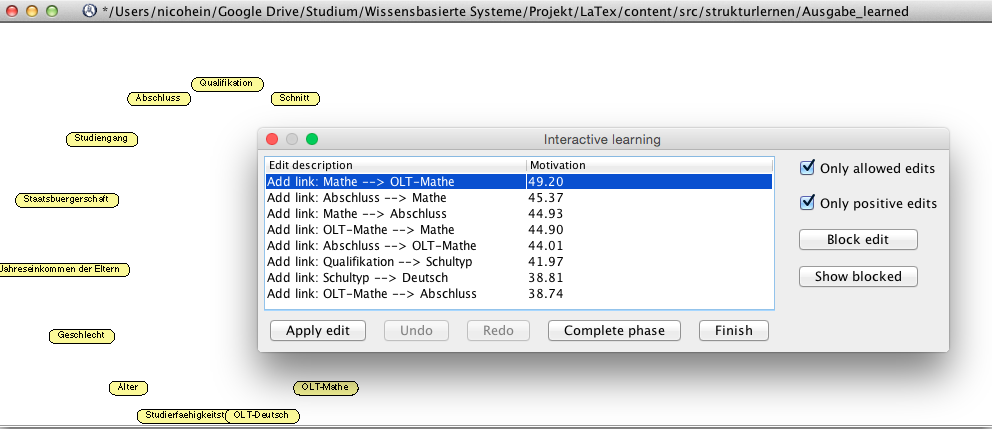 */Users/nicohein/Google Drive/Studium/Wissensbasierte Systeme/Projekt/LaTex/content/src/strukturlernen/Ausgabe_learned
Qualifikation
Abschluss
Schnitt
Studiengang
Staatsbuergerschaft
Jahreseinkommen der Eltern
Geschlecht
Alter
OLT-Mathe
Studierfaehigkeitst
OLT-Deutsch
Interactive learning
Edit description Motivation
Add link: Mathe --> OLT-Mathe 49.20
Add link: Abschluss --> Mathe 45.37
Add link: Mathe --> Abschluss 44.93
Add link: OLT-Mathe --> Mathe 44.90
Add link: Abschluss --> OLT-Mathe 44.01
Add link: Qualifikation --> Schultyp 41.97
Add link: Schultyp --> Deutsch 38.81
Add link: OLT-Mathe --> Abschluss 38.74
Only allowed edits
Only positive edits
Block edit
Show blocked
Apply edit Undo Redo Complete phase Finish